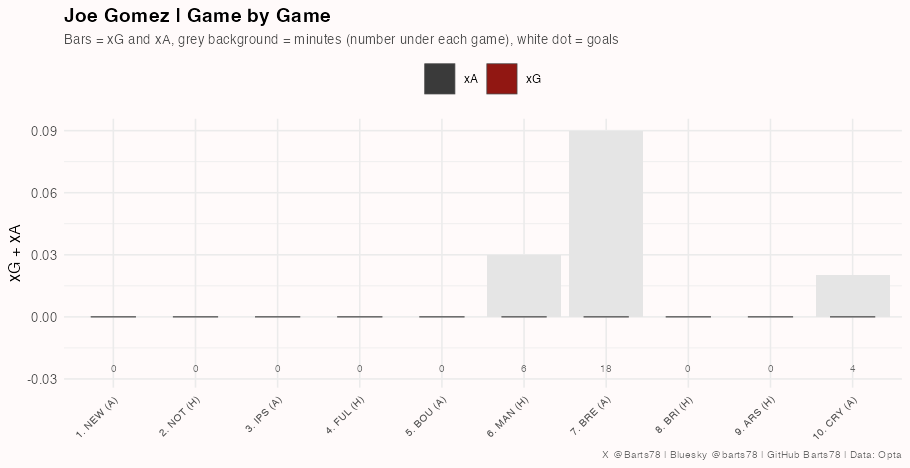 Joe Gomez | Game by Game
Bars = xG and xA, grey background = minutes (number under each game), white dot = goals
xA xG
xG + xA
0.09
0.06
0.03
0.00
-0.03
0 0 0 0 0 6 18 0 0 4
1. NEW (A)
2. NOT (H)
3. IPS (A)
4. FUL (H)
5. BOU (A)
6. MAN (H)
7. BRE (A)
8. BRI (H)
9. ARS (H)
10. CRY (A)
X @Barts78 | Bluesky @barts78 | GitHub Barts78 | Data: Opta